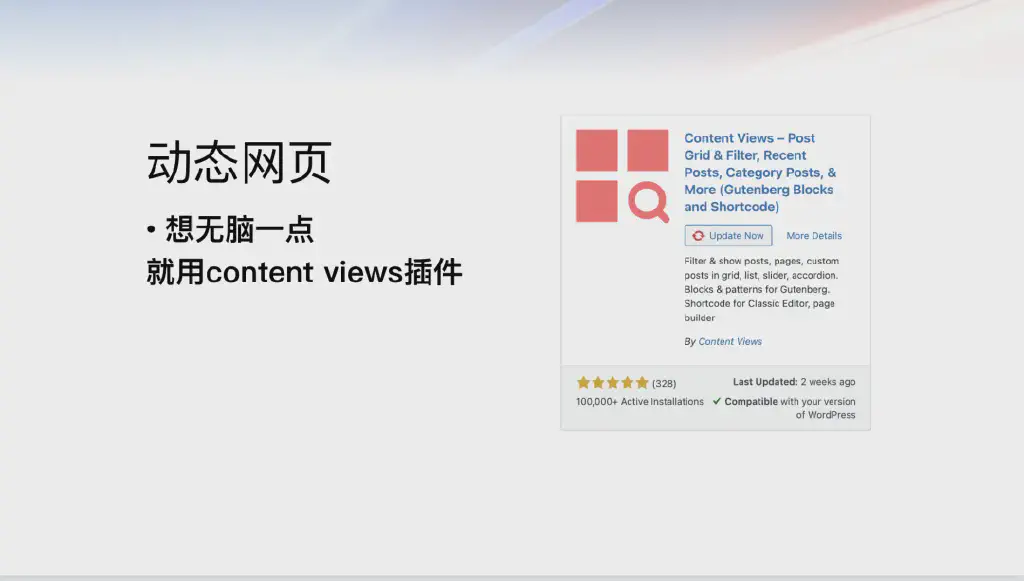 动态网页
• 想无脑一点
就用content views插件
Content Views – Post
Grid & Filter, Recent
Posts, Category Posts, &
More (Gutenberg Blocks
and Shortcode)
Update Now
More Details
Filter & show posts, pages, custom
posts in grid, list, slider, accordion.
Blocks & patterns for Gutenberg.
Shortcode for Classic Editor, page
builder
By Content Views
(328)
Last Updated: 2 weeks ago
100,000+ Active Installations
✔ Compatible with your version
of WordPress